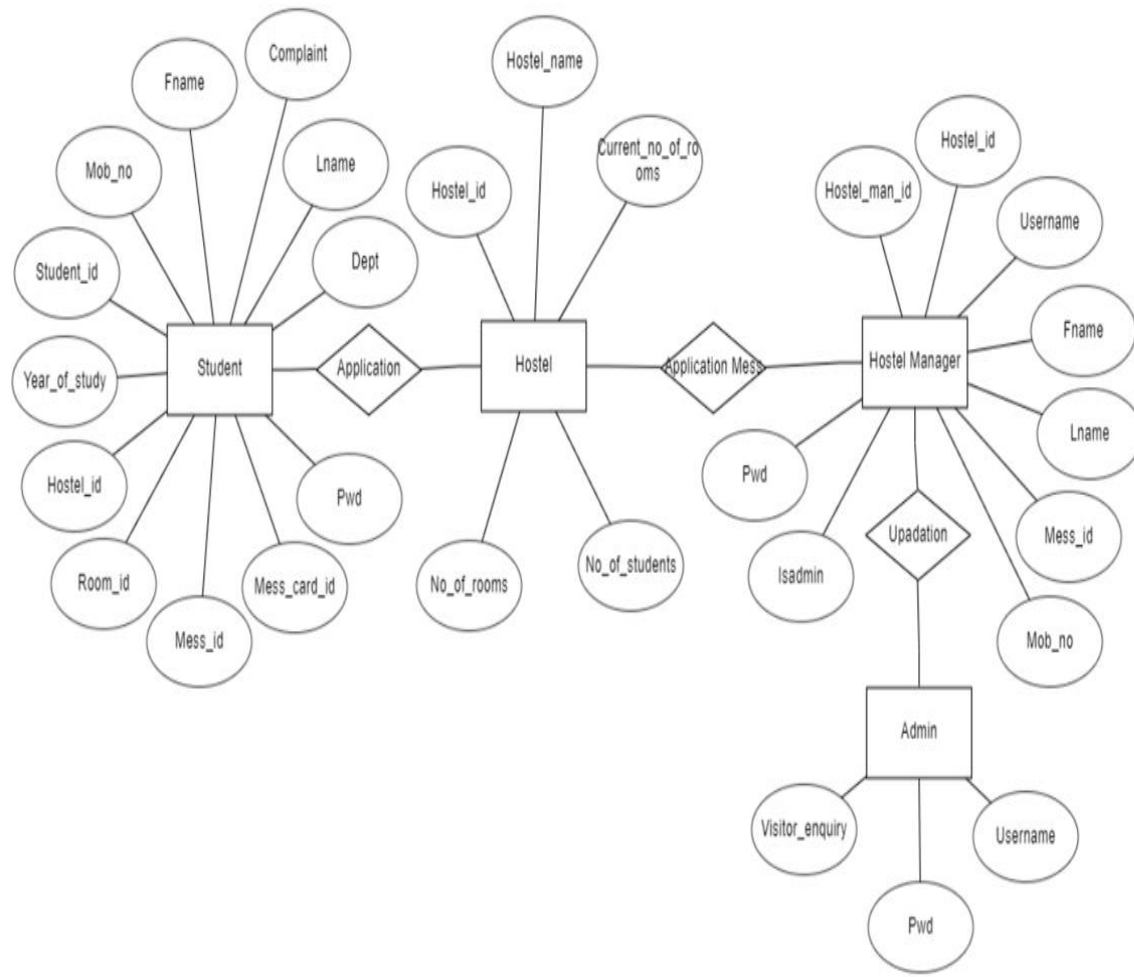 Complaint
Hostel_name
Fname
Hostel_id
Current_no_of_ro
oms
Lname
Mob_no
Hostel_id
Hostel_man_id
Username
Dept
Student_id
Fname
Student
Application
Hostel
Application Mess
Hostel Manager
Year_of_study
Lname
Hostel_id
Pwd
Pwd
Mess_id
Upadation
Room_id
Mess_card_id
No_of_rooms
No_of_students
Isadmin
Mess_id
Mob_no
Admin
Visitor_enquiry
Username
Pwd